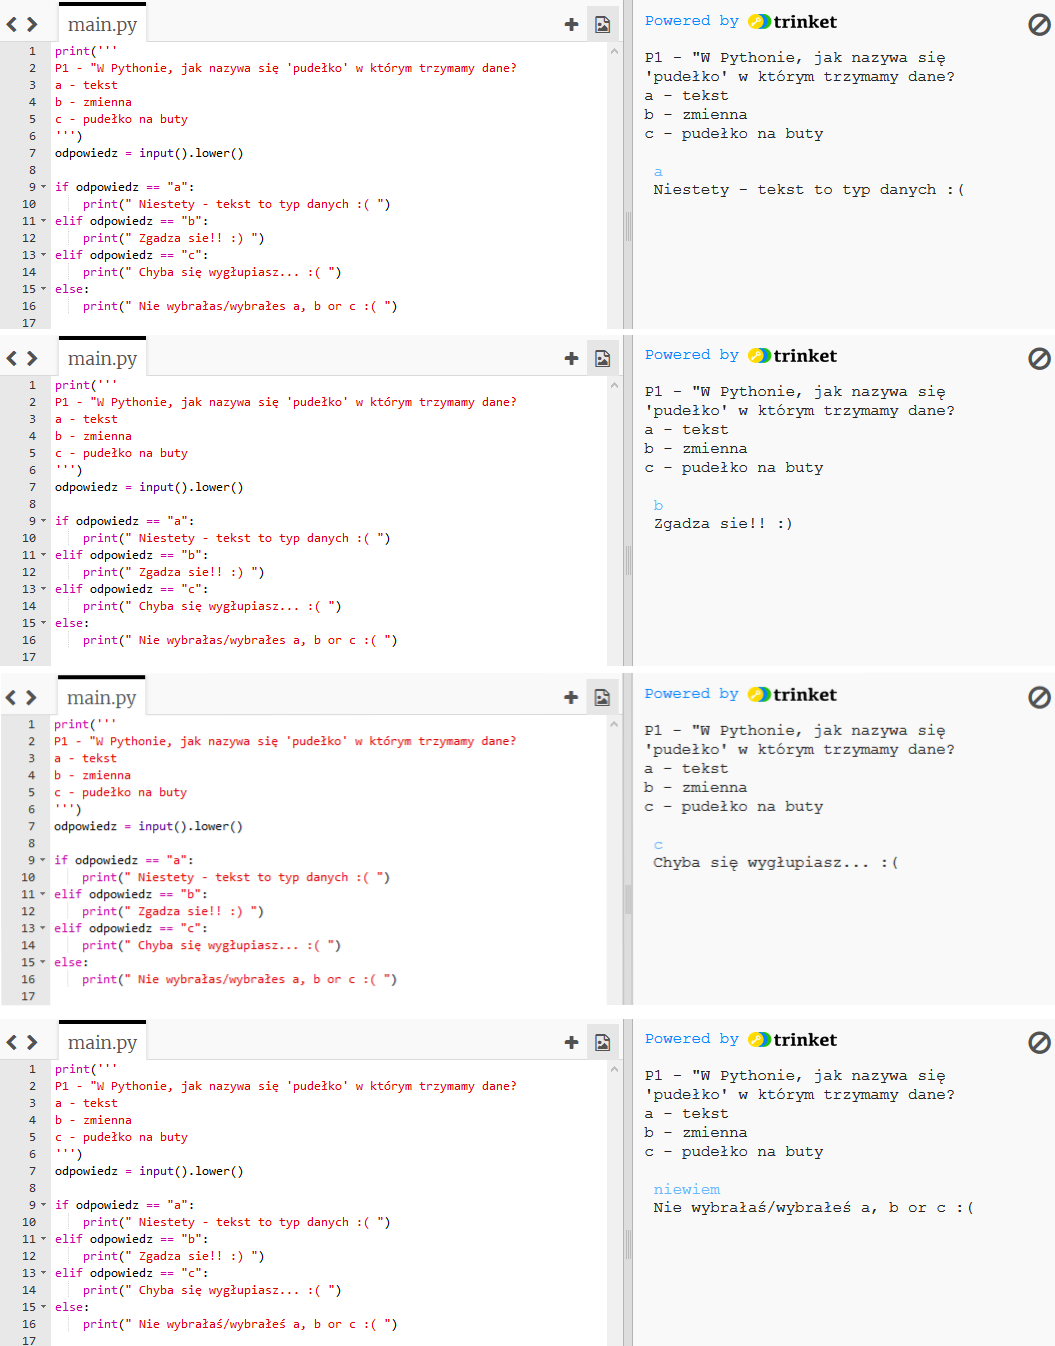 main.py
1 print('''
2 P1 - "W Pythonie, jak nazywa się 'pudełko' w którym trzymamy dane?
3 a - tekst
4 b - zmienna
5 c - pudełko na buty
6 ''')
7 odpowiedz = input().lower()
8
9 if odpowiedz == "a":
10 print(" Niestety - tekst to typ danych :( ")
11 elif odpowiedz == "b":
12 print(" Zgadza sie!! :) ")
13 elif odpowiedz == "c":
14 print(" Chyba się wygłupiasz... :( ")
15 else:
16 print(" Nie wybrałas/wybrałes a, b or c :( ")
17
Powered by trinket
P1 - "W Pythonie, jak nazywa się
'pudełko' w którym trzymamy dane?
a - tekst
b - zmienna
c - pudełko na buty
a
Niestety - tekst to typ danych :(
main.py
1 print('''
2 P1 - "W Pythonie, jak nazywa się 'pudełko' w którym trzymamy dane?
3 a - tekst
4 b - zmienna
5 c - pudełko na buty
6 ''')
7 odpowiedz = input().lower()
8
9 if odpowiedz == "a":
10 print(" Niestety - tekst to typ danych :( ")
11 elif odpowiedz == "b":
12 print(" Zgadza sie!! :) ")
13 elif odpowiedz == "c":
14 print(" Chyba się wygłupiasz... :( ")
15 else:
16 print(" Nie wybrałas/wybrałes a, b or c :( ")
17
Powered by trinket
P1 - "W Pythonie, jak nazywa się
'pudełko' w którym trzymamy dane?
a - tekst
b - zmienna
c - pudełko na buty
b
Zgadza sie!! :)
main.py
1 print('''
2 P1 - "W Pythonie, jak nazywa się 'pudełko' w którym trzymamy dane?
3 a - tekst
4 b - zmienna
5 c - pudełko na buty
6 ''')
7 odpowiedz = input().lower()
8
9 if odpowiedz == "a":
10 print(" Niestety - tekst to typ danych :( ")
11 elif odpowiedz == "b":
12 print(" Zgadza sie!! :) ")
13 elif odpowiedz == "c":
14 print(" Chyba się wygłupiasz... :( ")
15 else:
16 print(" Nie wybrałas/wybrałes a, b or c :( ")
17
Powered by trinket
P1 - "W Pythonie, jak nazywa się
'pudełko' w którym trzymamy dane?
a - tekst
b - zmienna
c - pudełko na buty
c
Chyba się wygłupiasz... :(
main.py
1 print('''
2 P1 - "W Pythonie, jak nazywa się 'pudełko' w którym trzymamy dane?
3 a - tekst
4 b - zmienna
5 c - pudełko na buty
6 ''')
7 odpowiedz = input().lower()
8
9 if odpowiedz == "a":
10 print(" Niestety - tekst to typ danych :( ")
11 elif odpowiedz == "b":
12 print(" Zgadza sie!! :) ")
13 elif odpowiedz == "c":
14 print(" Chyba się wygłupiasz... :( ")
15 else:
16 print(" Nie wybrałaś/wybrałeś a, b or c :( ")
17
Powered by trinket
P1 - "W Pythonie, jak nazywa się
'pudełko' w którym trzymamy dane?
a - tekst
b - zmienna
c - pudełko na buty
niewiem
Nie wybrałaś/wybrałeś a, b or c :(